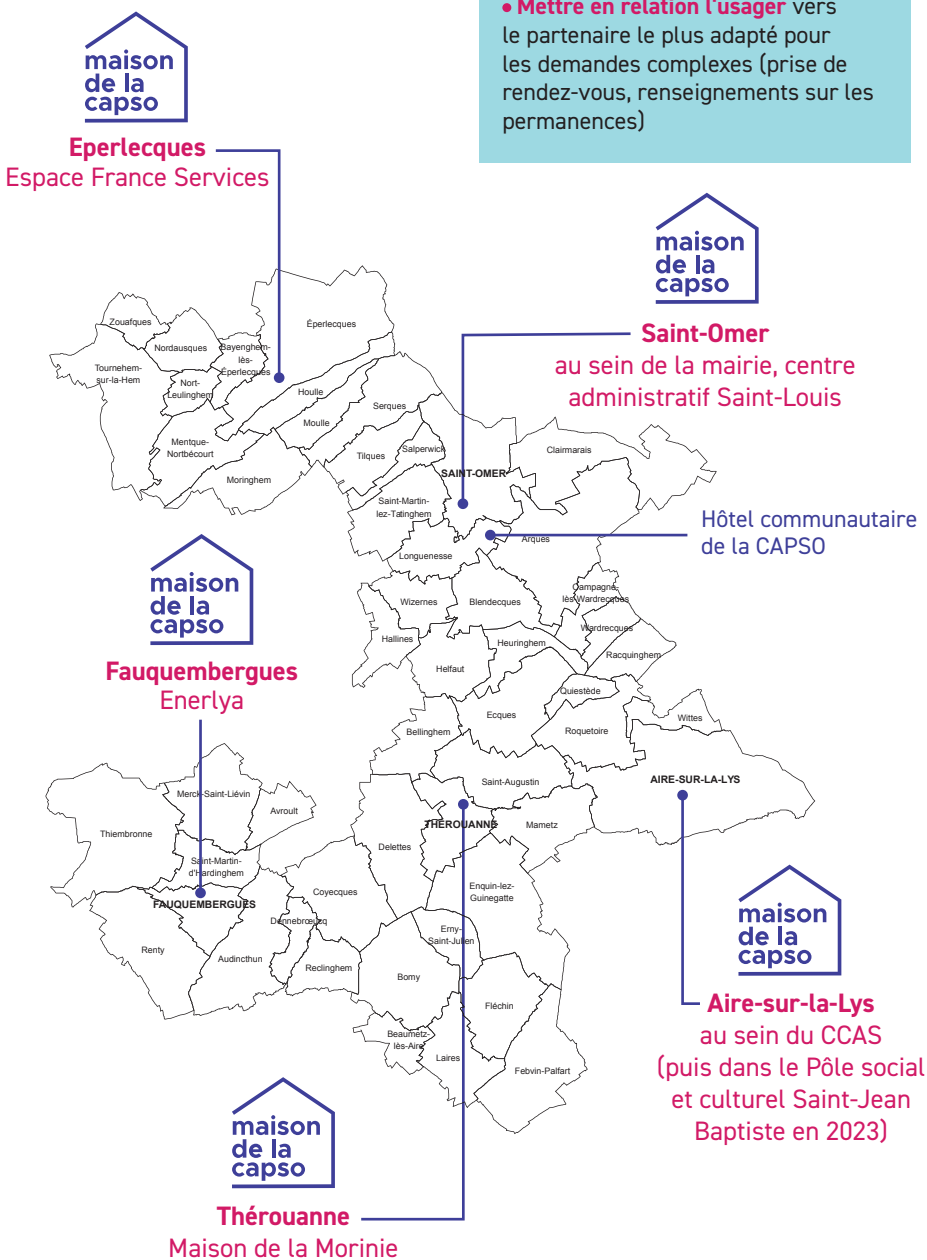 • Mettre en relation l'usager vers
le partenaire le plus adapté pour
les demandes complexes (prise de
rendez-vous, renseignements sur les
permanences)
maison
de la
capso
Eperlecques
Espace France Services
maison
de la
capso
Saint-Omer
au sein de la mairie, centre
administratif Saint-Louis
Zouafques
Nordausques
Bayenghem-
lès-
Éperlecques
Éperlecques
Tournehem-
sur-la-Hem
Nort-
Leulinghem
Houlle
Moulle
Serques
Mentque-
Nortbécourt
Moringhem
Tilques
Salperwick
SAINT-OMER
Clairmarais
Saint-Martin-
lez-Tatinghem
Longuenesse
Arques
Hôtel communautaire
de la CAPSO
maison
de la
capso
Fauquembergues
Enerlya
Wizernes
Blendecques
Campagne-
lès-Wardrecques
Wardrecques
Hallines
Heuringhem
Racquinghem
Helfaut
Quiestède
Ecques
Bellinghem
Roquetoire
Wittes
Saint-Augustin
AIRE-SUR-LA-LYS
Merck-Saint-Liévin
Avroult
Thiembronne
THÉROUANNE
Mametz
Delettes
Saint-Martin-
d'Hardinghem
Coyecques
Enquin-lez-
Guinegatte
FAUQUEMBERGUES
Dennebrœucq
Erny-
Saint-Julien
Renty
Audincthun
Reclinghem
Bomy
Fléchin
Beaumetz-
lès-Aire
Laires
Febvin-Palfart
maison
de la
capso
Aire-sur-la-Lys
au sein du CCAS
(puis dans le Pôle social
et culturel Saint-Jean
Baptiste en 2023)
maison
de la
capso
Thérouanne
Maison de la Morinie